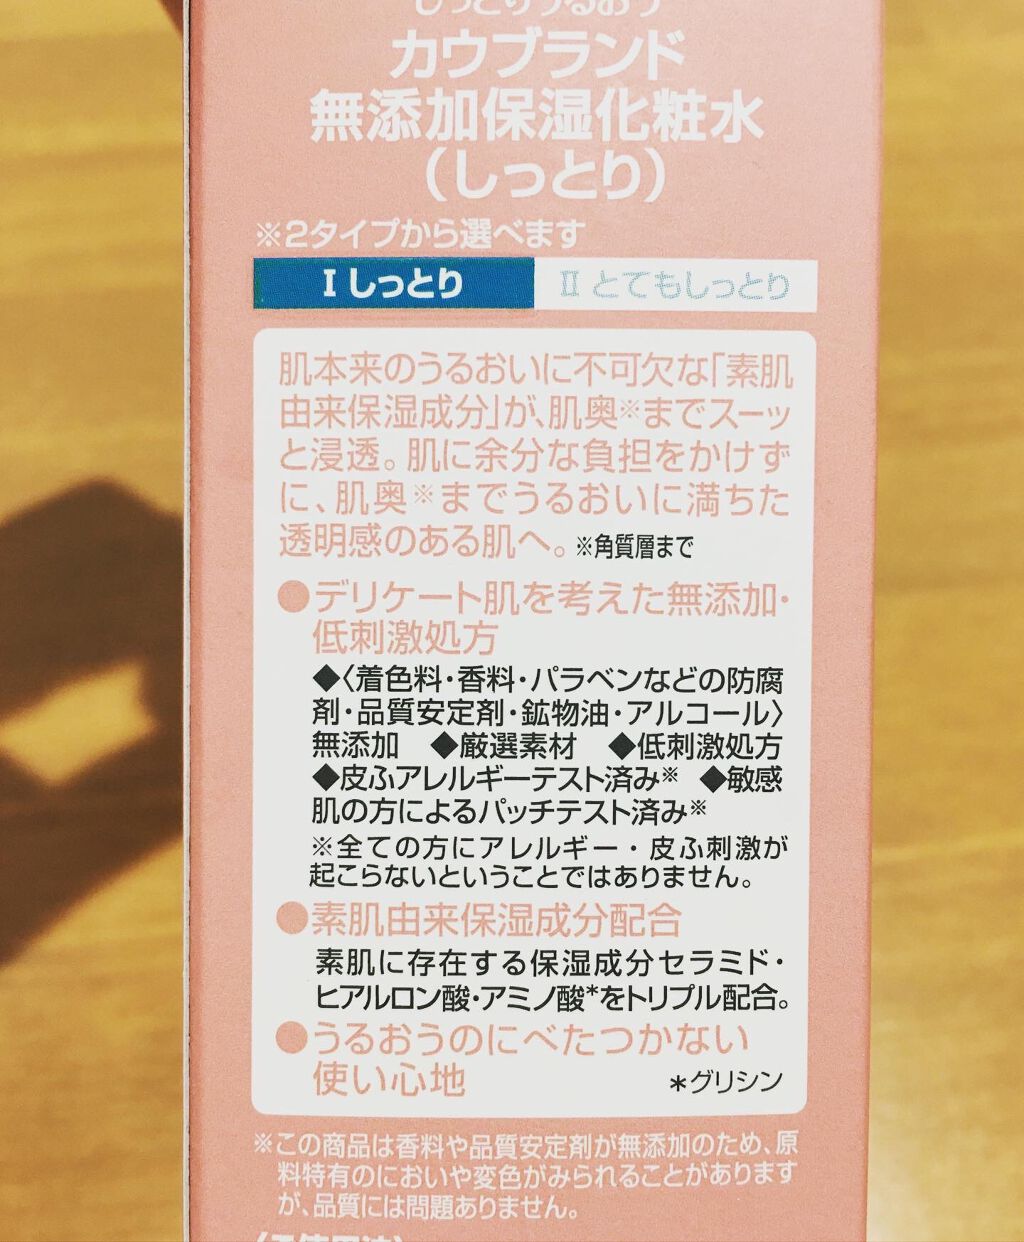 しっとりうるおう
カウブランド
無添加保湿化粧水
(しっとり)
※2タイプから選べます
Ⅰ しっとり Ⅱ とてもしっとり
肌本来のうるおいに不可欠な「素肌
由来保湿成分」が、肌奥※までスーッ
と浸透。肌に余分な負担をかけず
に、肌奥※までうるおいに満ちた
透明感のある肌へ。※角質層まで
●デリケート肌を考えた無添加・
低刺激処方
◆〈着色料・香料・パラベンなどの防腐
剤・品質安定剤・鉱物油・アルコール〉
無添加 ◆厳選素材 ◆低刺激処方
◆皮ふアレルギーテスト済み※ ◆敏感
肌の方によるパッチテスト済み※
※全ての方にアレルギー・皮ふ刺激が
起こらないということではありません。
●素肌由来保湿成分配合
素肌に存在する保湿成分セラミド・
ヒアルロン酸・アミノ酸*をトリプル配合。
●うるおうのにべたつかない
使い心地 *グリシン
※この商品は香料や品質安定剤が無添加のため、原
料特有のにおいや変色がみられることがあります
が、品質には問題ありません。